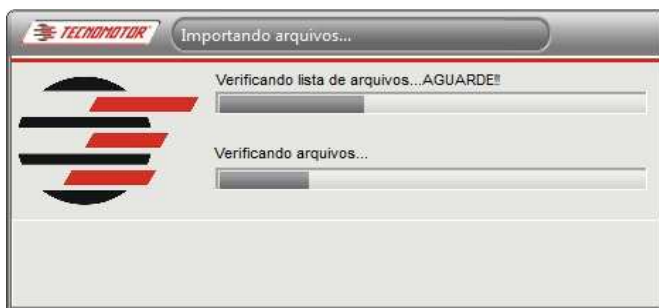 TECNOMOTOR®
Importando arquivos...
Verificando lista de arquivos...AGUARDE!!
Verificando arquivos...